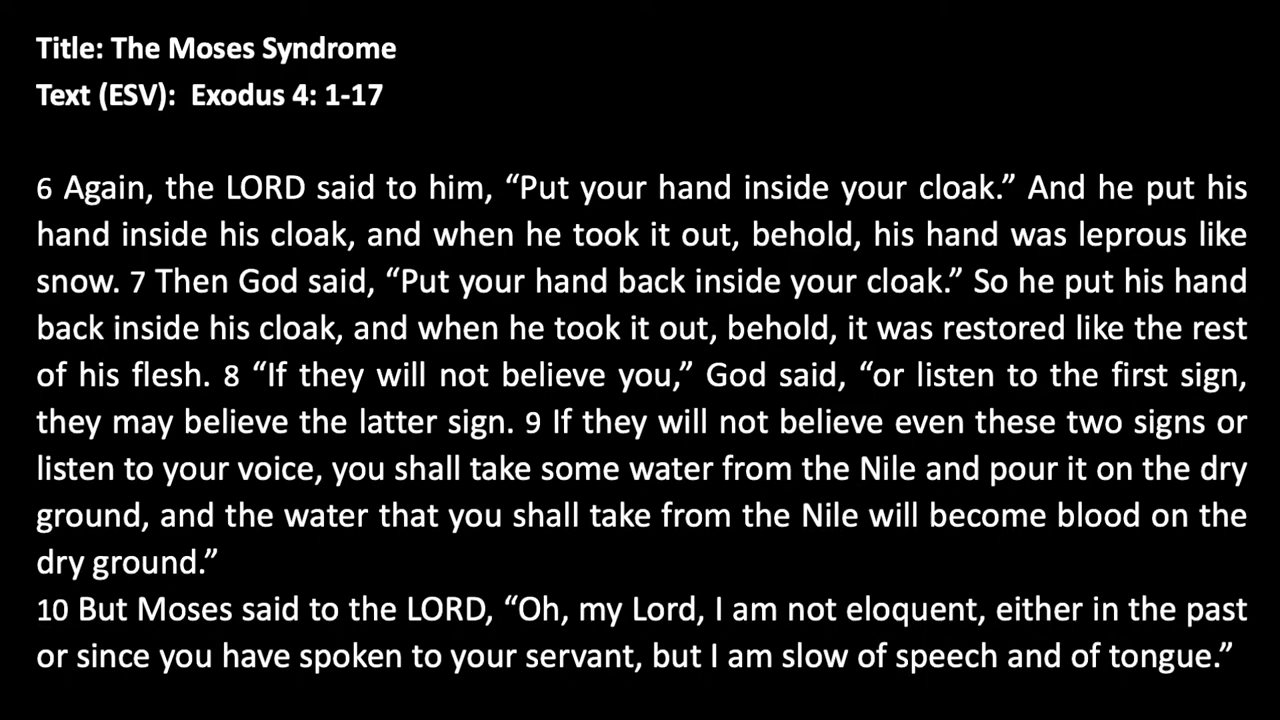 Title: The Moses Syndrome
Text (ESV): Exodus 4: 1-17
6 Again, the LORD said to him, “Put your hand inside your cloak.” And he put his
hand inside his cloak, and when he took it out, behold, his hand was leprous like
snow. 7 Then God said, “Put your hand back inside your cloak.” So he put his hand
back inside his cloak, and when he took it out, behold, it was restored like the rest
of his flesh. 8 “If they will not believe you,” God said, “or listen to the first sign,
they may believe the latter sign. 9 If they will not believe even these two signs or
listen to your voice, you shall take some water from the Nile and pour it on the dry
ground, and the water that you shall take from the Nile will become blood on the
dry ground.”
10 But Moses said to the LORD, “Oh, my Lord, I am not eloquent, either in the past
or since you have spoken to your servant, but I am slow of speech and of tongue.”